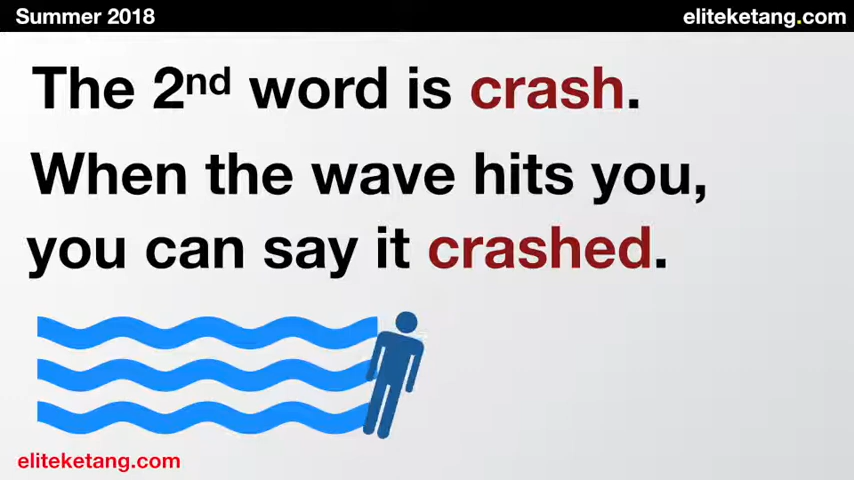 Summer 2018
eliteketang.com
The 2nd word is crash.
When the wave hits you,
you can say it crashed.
eliteketang.com